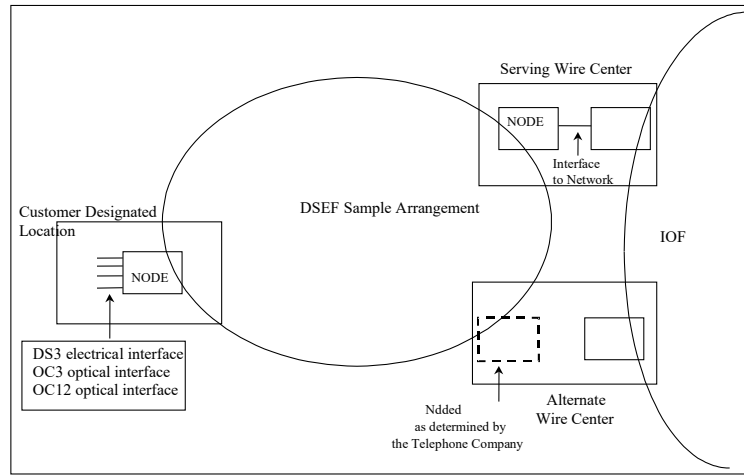 Serving Wire Center
NODE
Interface
to Network
DSEF Sample Arrangement
IOF
Customer Designated
Location
NODE
DS3 electrical interface
OC3 optical interface
OC12 optical interface
Alternate
Wire Center
Ndded
as determined by
the Telephone Company